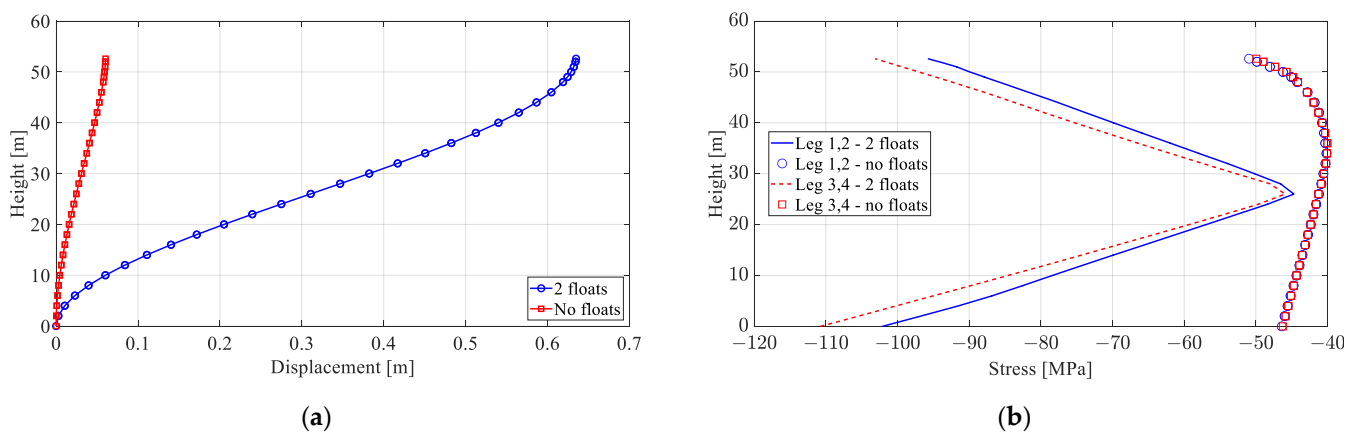 60
50
40
30
20
10
0
Height [m]
2 floats
No floats
0 0.1 0.2 0.3 0.4 0.5 0.6 0.7
Displacement [m]
(a)
60
50
40
30
20
10
0
Height [m]
Leg 1,2 - 2 floats
Leg 1,2 - no floats
Leg 3,4 - 2 floats
Leg 3,4 - no floats
−120 −110 −100 −90 −80 −70 −60 −50 −40
Stress [MPa]
(b)